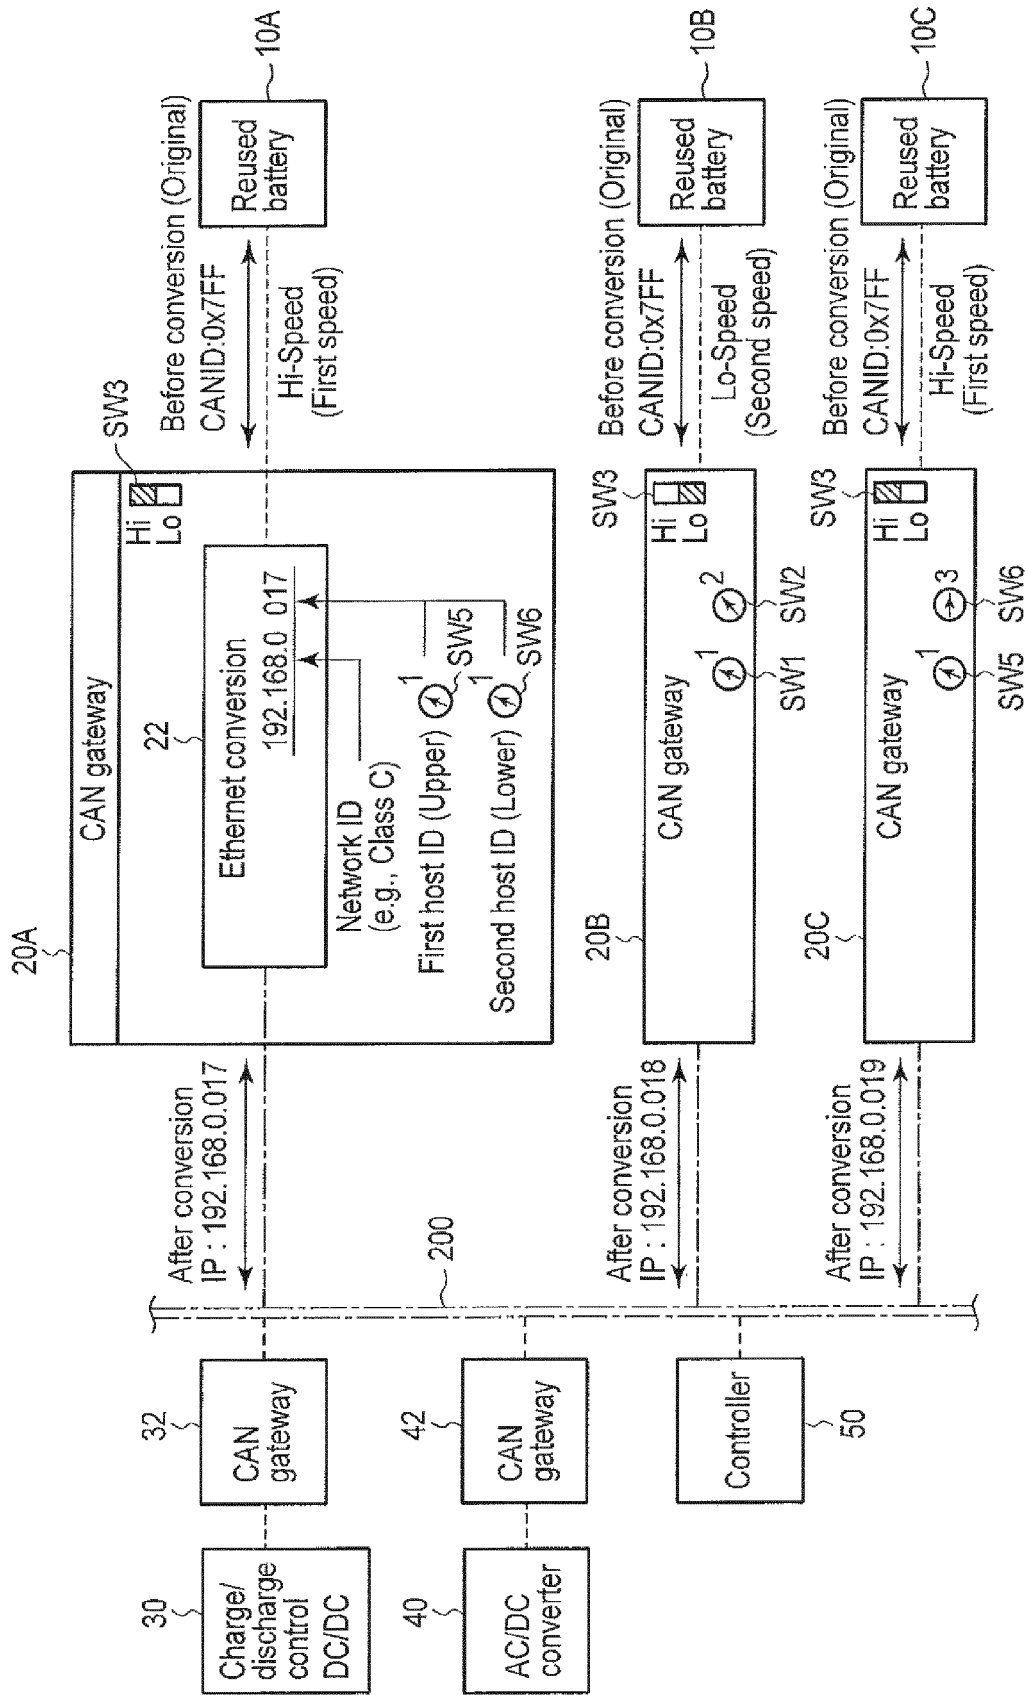 Charge/
discharge
control
DC/DC
30
CAN
gateway
32
AC/DC
converter
40
CAN
gateway
42
Controller
50
200
After conversion
IP : 192.168.0.017
20A
CAN gateway
Hi
Lo
SW3
22
Ethernet conversion
192.168.0 017
Network ID
(e.g., Class C)
First host ID (Upper)
1
SW5
Second host ID (Lower)
1
SW6
Before conversion (Original)
CANID:0x7FF
Hi-Speed
(First speed)
Reused
battery
10A
After conversion
IP : 192.168.0.018
20B
CAN gateway
1
SW1
2
SW2
Hi
Lo
SW3
Before conversion (Original)
CANID:0x7FF
Lo-Speed
(Second speed)
Reused
battery
10B
After conversion
IP : 192.168.0.019
20C
CAN gateway
1
SW5
3
SW6
Hi
Lo
SW3
Before conversion (Original)
CANID:0x7FF
Hi-Speed
(First speed)
Reused
battery
10C